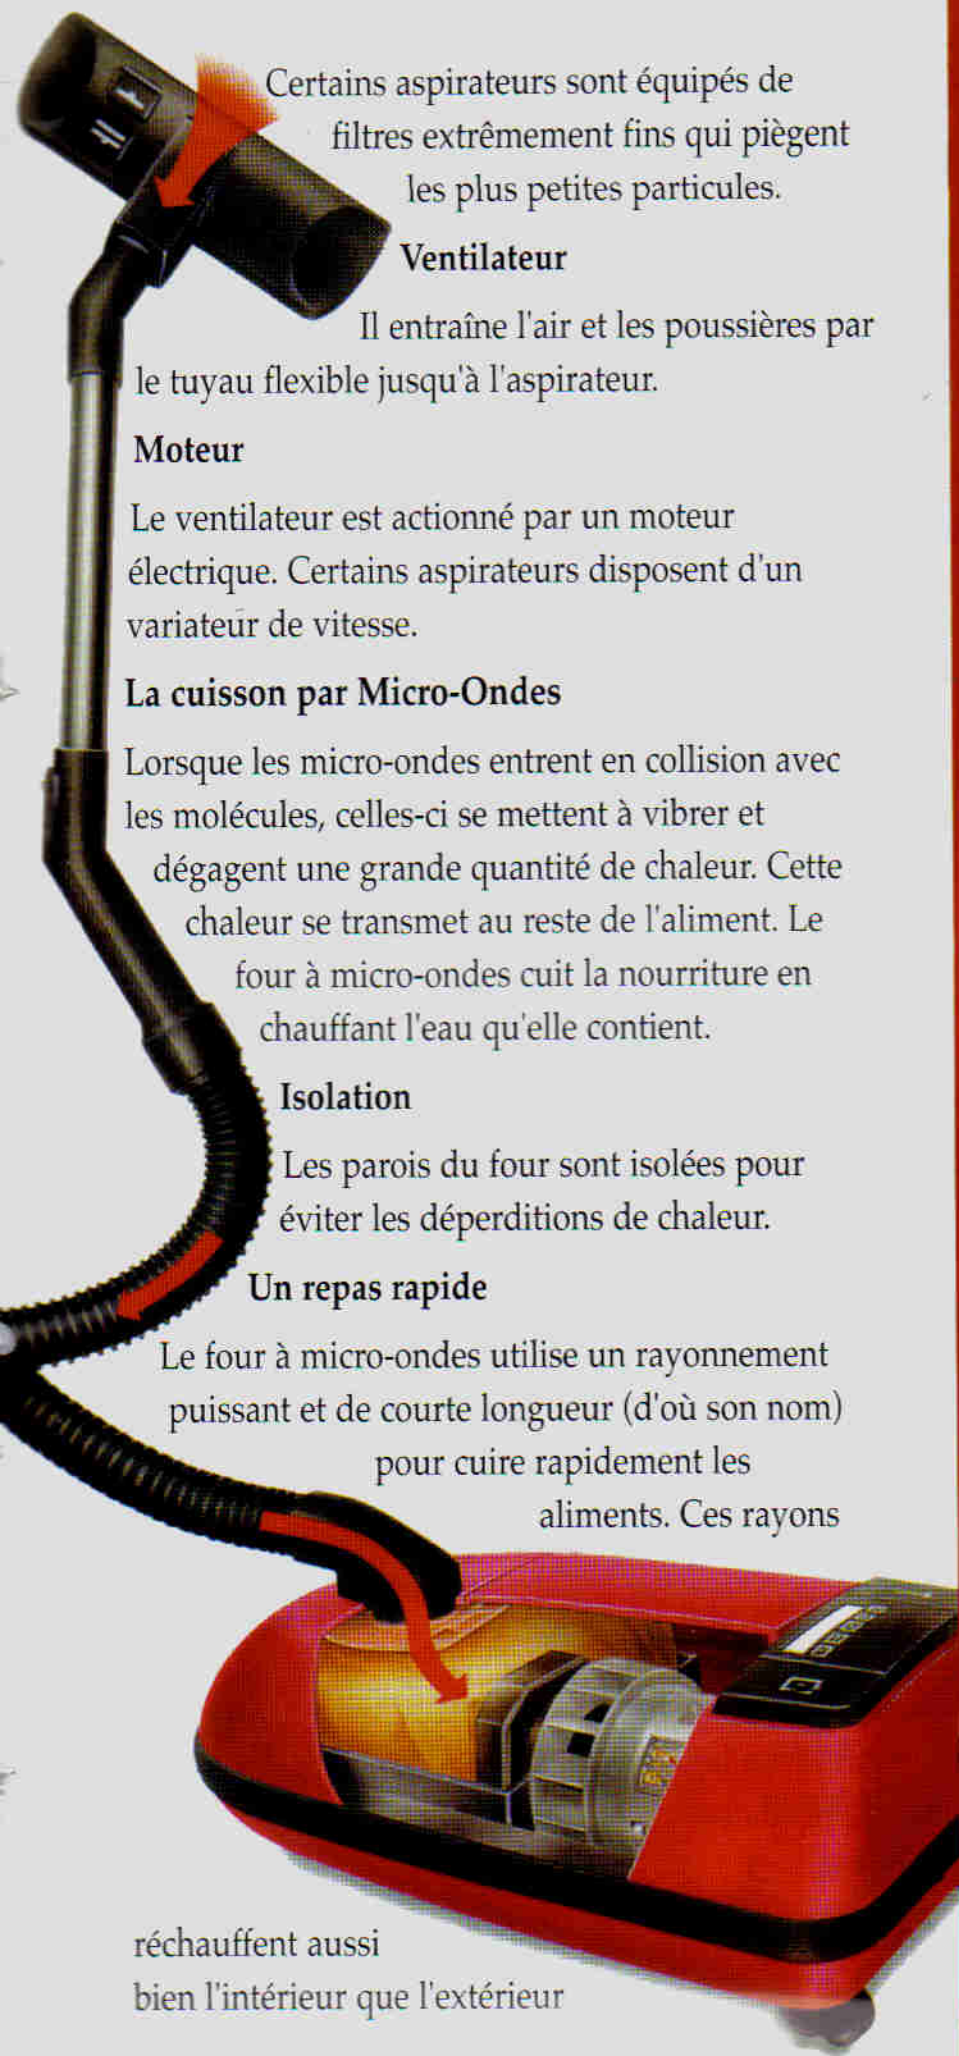 Certains aspirateurs sont équipés de
filtres extrêmement fins qui piègent
les plus petites particules.
Ventilateur
Il entraîne l'air et les poussières par
le tuyau flexible jusqu'à l'aspirateur.
Moteur
Le ventilateur est actionné par un moteur
électrique. Certains aspirateurs disposent d'un
variateur de vitesse.
La cuisson par Micro-Ondes
Lorsque les micro-ondes entrent en collision avec
les molécules, celles-ci se mettent à vibrer et
dégagent une grande quantité de chaleur. Cette
chaleur se transmet au reste de l'aliment. Le
four à micro-ondes cuit la nourriture en
chauffant l'eau qu'elle contient.
Isolation
Les parois du four sont isolées pour
éviter les déperditions de chaleur.
Un repas rapide
Le four à micro-ondes utilise un rayonnement
puissant et de courte longueur (d'où son nom)
pour cuire rapidement les
aliments. Ces rayons
réchauffent aussi
bien l'intérieur que l'extérieur